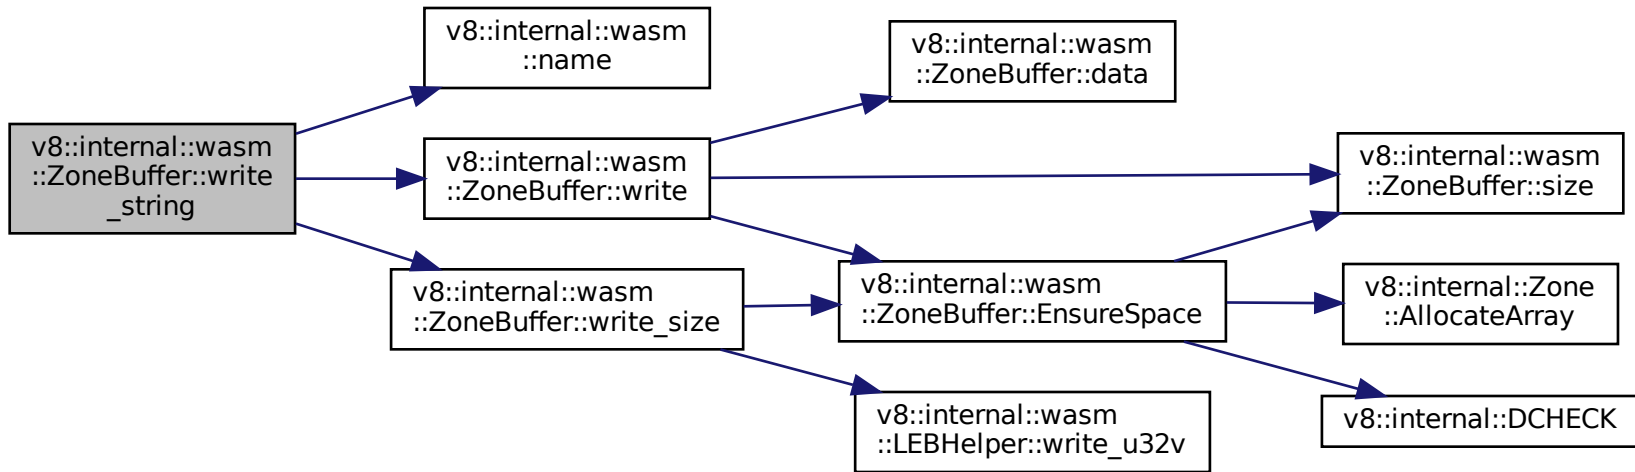 v8::internal::wasm
::ZoneBuffer::write
_string
v8::internal::wasm
::name
v8::internal::wasm
::ZoneBuffer::write
v8::internal::wasm
::ZoneBuffer::write_size
v8::internal::wasm
::ZoneBuffer::data
v8::internal::wasm
::ZoneBuffer::EnsureSpace
v8::internal::wasm
::LEBHelper::write_u32v
v8::internal::wasm
::ZoneBuffer::size
v8::internal::Zone
::AllocateArray
v8::internal::DCHECK